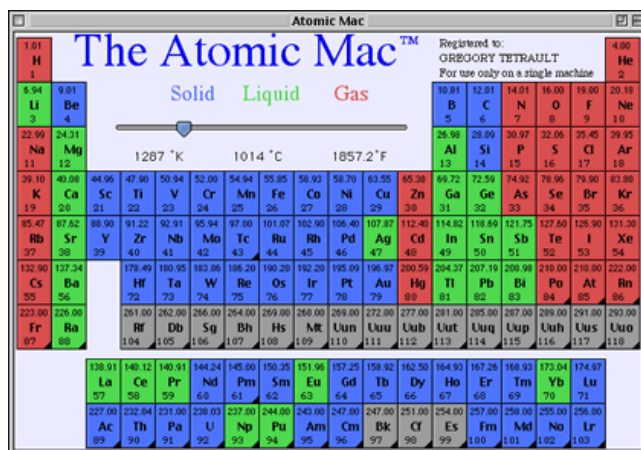 Atomic Mac
The Atomic Mac™
Registered to:
GREGORY TETRAULT
For use only on a single machine
Solid Liquid Gas
1287 °K 1014 °C 1857.2°F
1.01 4.00
H He
1 2
6.94 9.01 10.81 12.01 14.01 16.00 19.00 20.18
Li Be B C N O F Ne
3 4 5 6 7 8 9 10
22.99 24.31 26.98 28.09 30.97 32.06 35.45 39.95
Na Mg Al Si P S Cl Ar
11 12 13 14 15 16 17 18
39.10 40.08 44.96 47.90 50.94 52.00 54.94 55.85 58.93 58.70 63.55 65.38 69.72 72.59 74.92 78.96 79.90 83.80
K Ca Sc Ti V Cr Mn Fe Co Ni Cu Zn Ga Ge As Se Br Kr
19 20 21 22 23 24 25 26 27 28 29 30 31 32 33 34 35 36
85.47 87.62 88.90 91.22 92.91 95.94 97.00 101.07 102.90 106.40 107.87 112.40 114.82 118.69 121.75 127.60 126.90 131.30
Rb Sr Y Zr Nb Mo Tc Ru Rh Pd Ag Cd In Sn Sb Te I Xe
37 38 39 40 41 42 43 44 45 46 47 48 49 50 51 52 53 54
132.90 137.34 178.49 180.95 183.86 186.20 190.20 192.20 195.09 196.97 200.59 204.37 207.19 208.98 210.00 210.00 222.00
Cs Ba Hf Ta W Re Os Ir Pt Au Hg Tl Pb Bi Po At Rn
55 56 72 73 74 75 76 77 78 79 80 81 82 83 84 85 86
223.00 226.00 261.00 262.00 266.00 264.00 269.00 268.00 269.00 272.00 277.00 281.00 289.00 288.00 289.00 291.00 293.00
Fr Ra Rf Db Sg Bh Hs Mt Uun Uuu Uub Uut Uuq Uup Uuh Uus Uuo
87 88 104 105 106 107 108 109 110 111 112 113 114 115 116 117 118
138.91 140.12 140.91 144.24 145.00 150.35 151.96 157.25 158.92 162.50 164.93 167.26 168.93 173.04 174.97
La Ce Pr Nd Pm Sm Eu Gd Tb Dy Ho Er Tm Yb Lu
57 58 59 60 61 62 63 64 65 66 67 68 69 70 71
227.00 232.04 231.00 238.03 237.00 244.00 243.00 247.00 247.00 251.00 254.00 257.00 258.00 255.00 256.00
Ac Th Pa U Np Pu Am Cm Bk Cf Es Fm Md No Lr
89 90 91 92 93 94 95 96 97 98 99 100 101 102 103